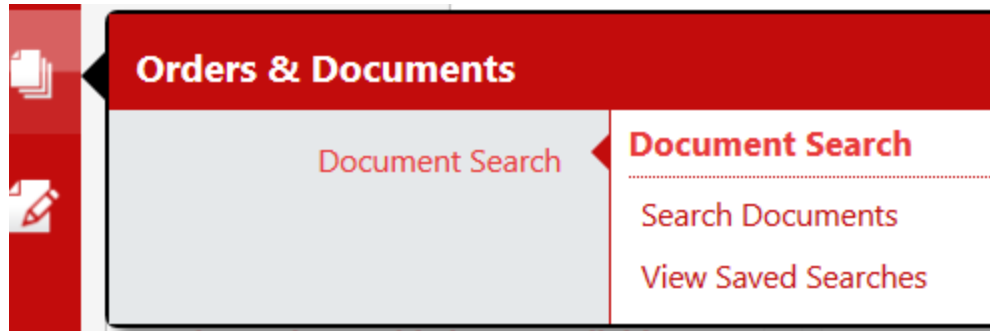 Orders & Documents
Document Search
Document Search
Search Documents
View Saved Searches